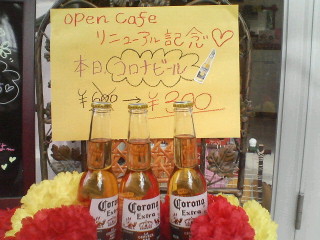 open Cafe
リニューアル記念♡
本日、コロナビール
¥600→¥300
Corona
Extra
Corona
Extra
Corona
Extra